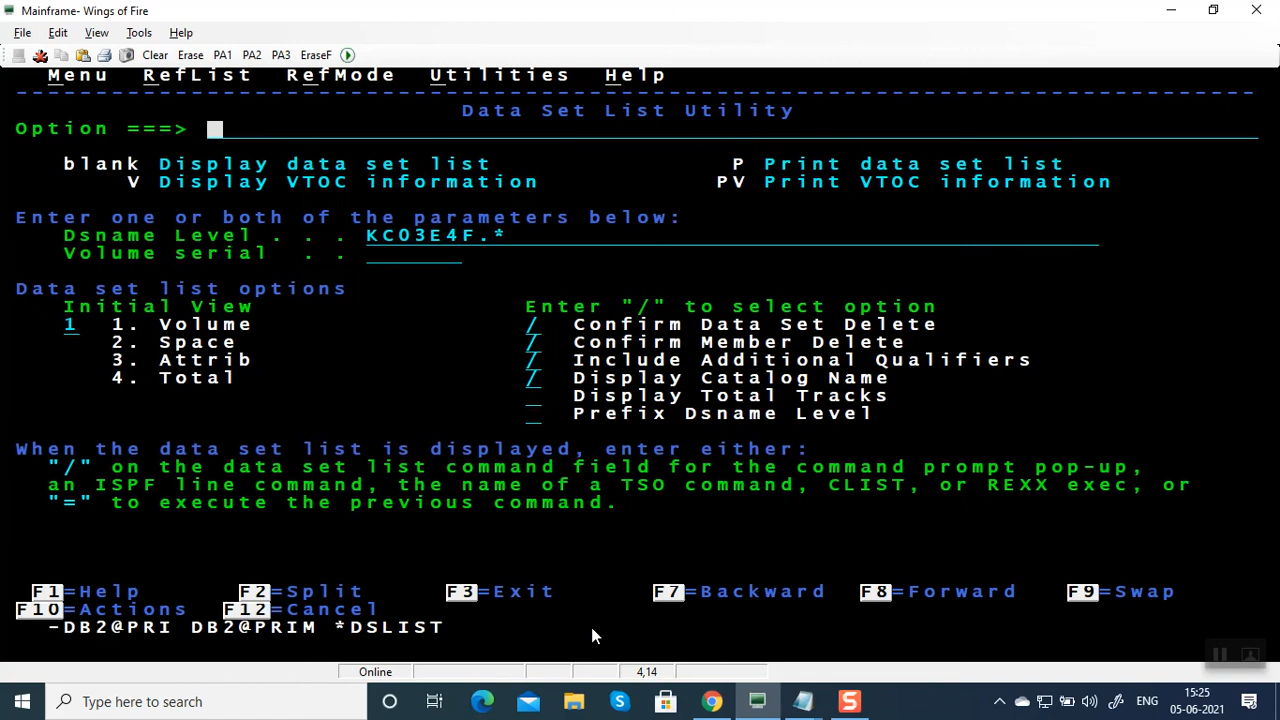 Mainframe- Wings of Fire
File Edit View Tools Help
Clear Erase PA1 PA2 PA3 EraseF
Menu RefList RefMode Utilities Help
Data Set List Utility
Option ===>
blank Display data set list P Print data set list
V Display VTOC information PV Print VTOC information
Enter one or both of the parameters below:
Dsname Level . . . KC03E4F.*
Volume serial . .
Data set list options
Initial View Enter "/" to select option
1 1. Volume / Confirm Data Set Delete
2. Space / Confirm Member Delete
3. Attrib / Include Additional Qualifiers
4. Total / Display Catalog Name
_ Display Total Tracks
_ Prefix Dsname Level
When the data set list is displayed, enter either:
"/" on the data set list command field for the command prompt pop-up,
an ISPF line command, the name of a TSO command, CLIST, or REXX exec, or
"=" to execute the previous command.
F1=Help F2=Split F3=Exit F7=Backward F8=Forward F9=Swap
F10=Actions F12=Cancel
-DB2@PRI DB2@PRIM *DSLIST
Online 4,14
Type here to search ENG 15:25
05-06-2021